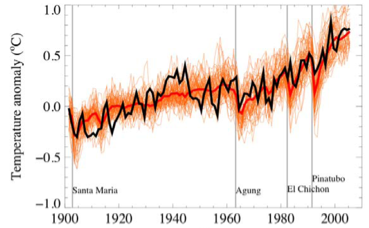 Temperature anomaly (°C)
1.0
0.5
0.0
−0.5
−1.0
Santa Maria
Agung
Pinatubo
El Chichon
1900 1920 1940 1960 1980 2000